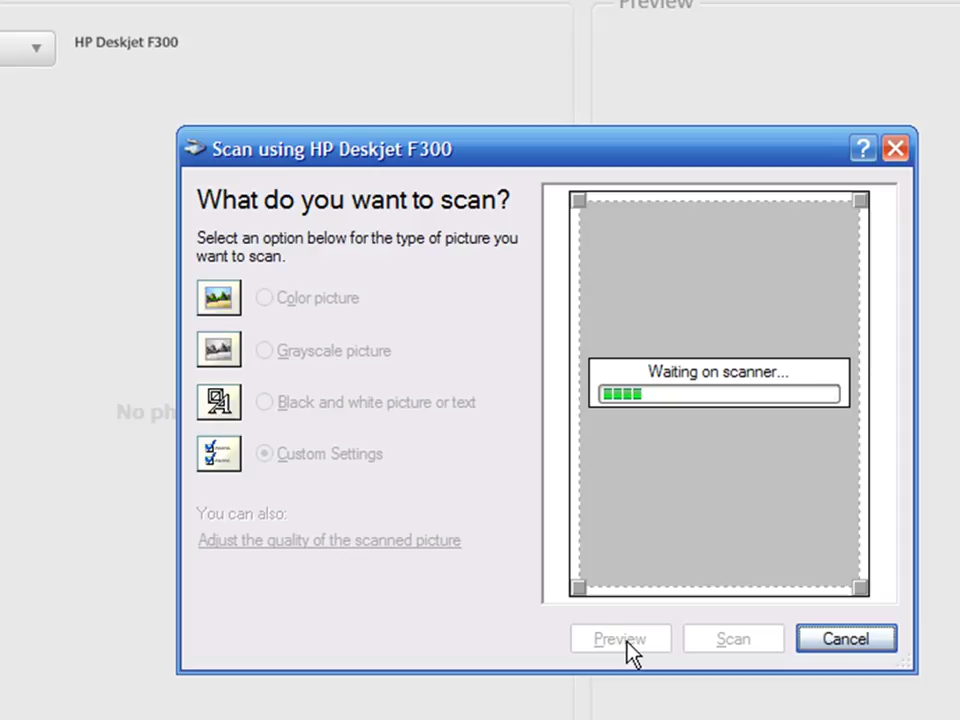 Preview
HP Deskjet F300
Scan using HP Deskjet F300
What do you want to scan?
Select an option below for the type of picture you
want to scan.
Color picture
Grayscale picture
Black and white picture or text
Custom Settings
No
You can also:
Adjust the quality of the scanned picture
Waiting on scanner...
Preview
Scan
Cancel